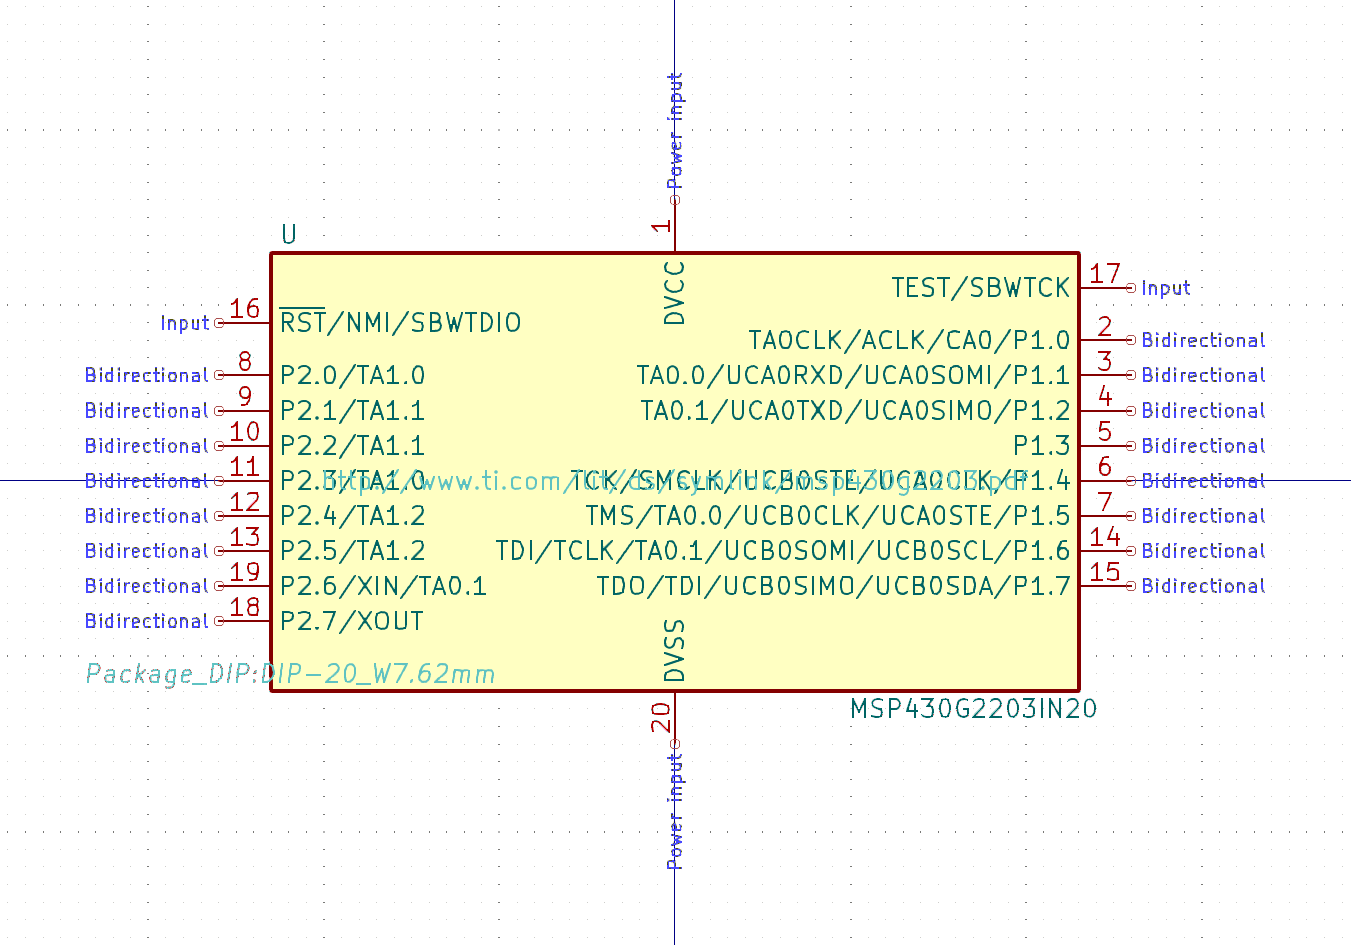 Power input
1
U
DVCC
17
TEST/SBWTCK
Input
16
Input
RST/NMI/SBWTDIO
2
TA0CLK/ACLK/CA0/P1.0
Bidirectional
8
Bidirectional
P2.0/TA1.0
3
TA0.0/UCA0RXD/UCA0SOMI/P1.1
Bidirectional
9
Bidirectional
P2.1/TA1.1
4
TA0.1/UCA0TXD/UCA0SIMO/P1.2
Bidirectional
10
Bidirectional
P2.2/TA1.1
5
P1.3
Bidirectional
11
Bidirectional
P2.3/TA1.0
http://www.ti.com/lit/ds/symlink/msp430g2203.pdf
6
TCK/SMCLK/UCB0STE/UCA0CLK/P1.4
Bidirectional
12
Bidirectional
P2.4/TA1.2
7
TMS/TA0.0/UCB0CLK/UCA0STE/P1.5
Bidirectional
13
Bidirectional
P2.5/TA1.2
14
TDI/TCLK/TA0.1/UCB0SOMI/UCB0SCL/P1.6
Bidirectional
19
Bidirectional
P2.6/XIN/TA0.1
15
TDO/TDI/UCB0SIMO/UCB0SDA/P1.7
Bidirectional
18
Bidirectional
P2.7/XOUT
DVSS
Package_DIP:DIP-20_W7.62mm
20
MSP430G2203IN20
Power input